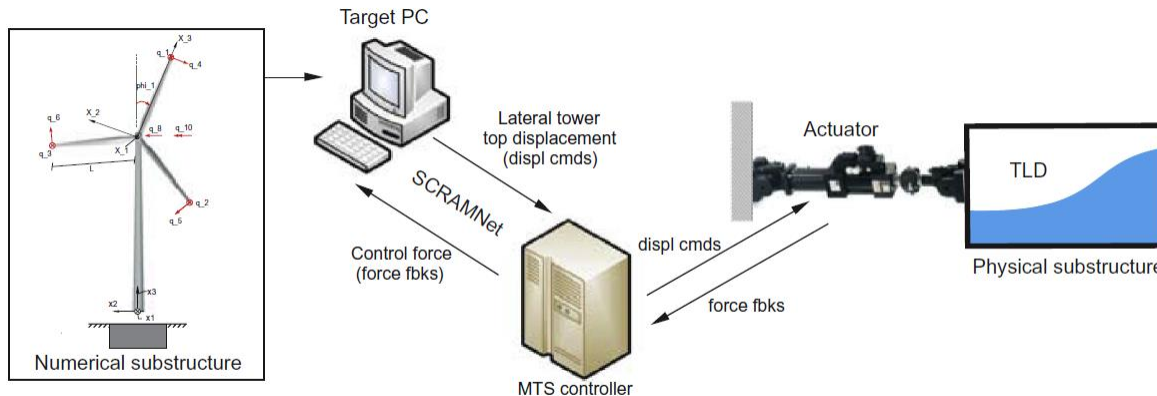 Target PC
X_3
q_1
q_4
phi_1
q_6
X_2
q_8
q_10
q_3
X_1
L
q_2
q_5
x3
x2
x1
Numerical substructure
Lateral tower
top displacement
(displ cmds)
SCRAMNet
Control force
(force fbks)
MTS controller
displ cmds
force fbks
Actuator
TLD
Physical substructure